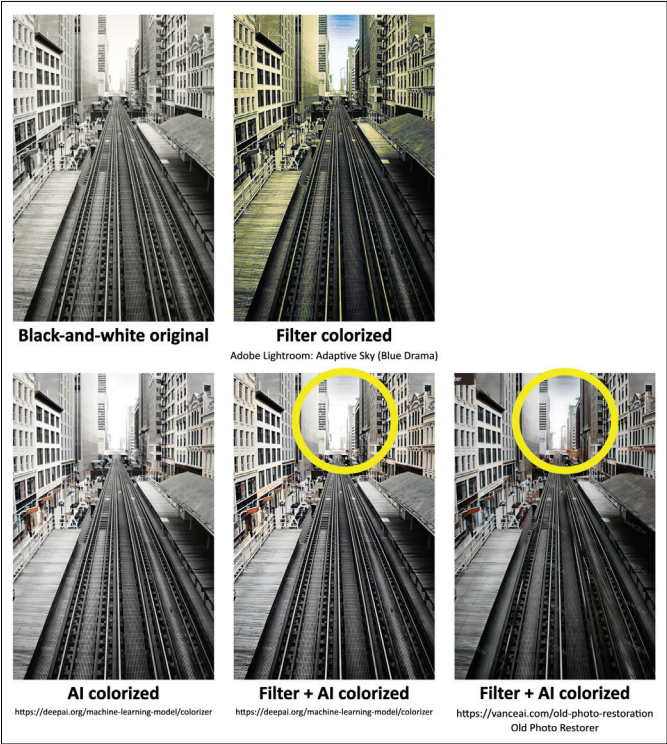 Black-and-white original
Filter colorized
Adobe Lightroom: Adaptive Sky (Blue Drama)
AI colorized
https://deepai.org/machine-learning-model/colorizer
Filter + AI colorized
https://deepai.org/machine-learning-model/colorizer
Filter + AI colorized
https://vanceai.com/old-photo-restoration
Old Photo Restorer